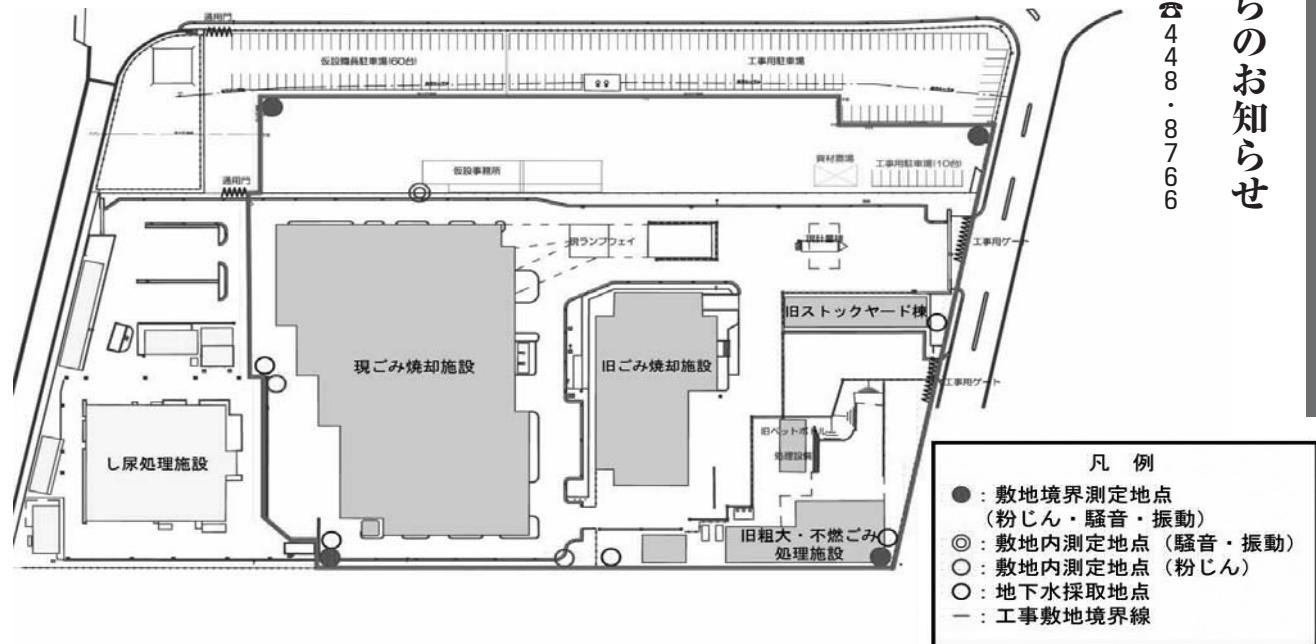 ちのお知らせ
☎448・8766
通用門
仮設職員駐車場(60台)
工事用駐車場
仮設事務所
資材置場
工事用駐車場(10台)
通用門
現ランプウェイ
現計量棟
工事用ゲート
旧ストックヤード棟
現ごみ焼却施設
旧ごみ焼却施設
工事用ゲート
旧ペットボトル
処理設備
し尿処理施設
旧粗大・不燃ごみ
処理施設
凡 例
●:敷地境界測定地点
(粉じん・騒音・振動)
◎:敷地内測定地点(騒音・振動)
○:敷地内測定地点(粉じん)
○:地下水採取地点
―:工事敷地境界線